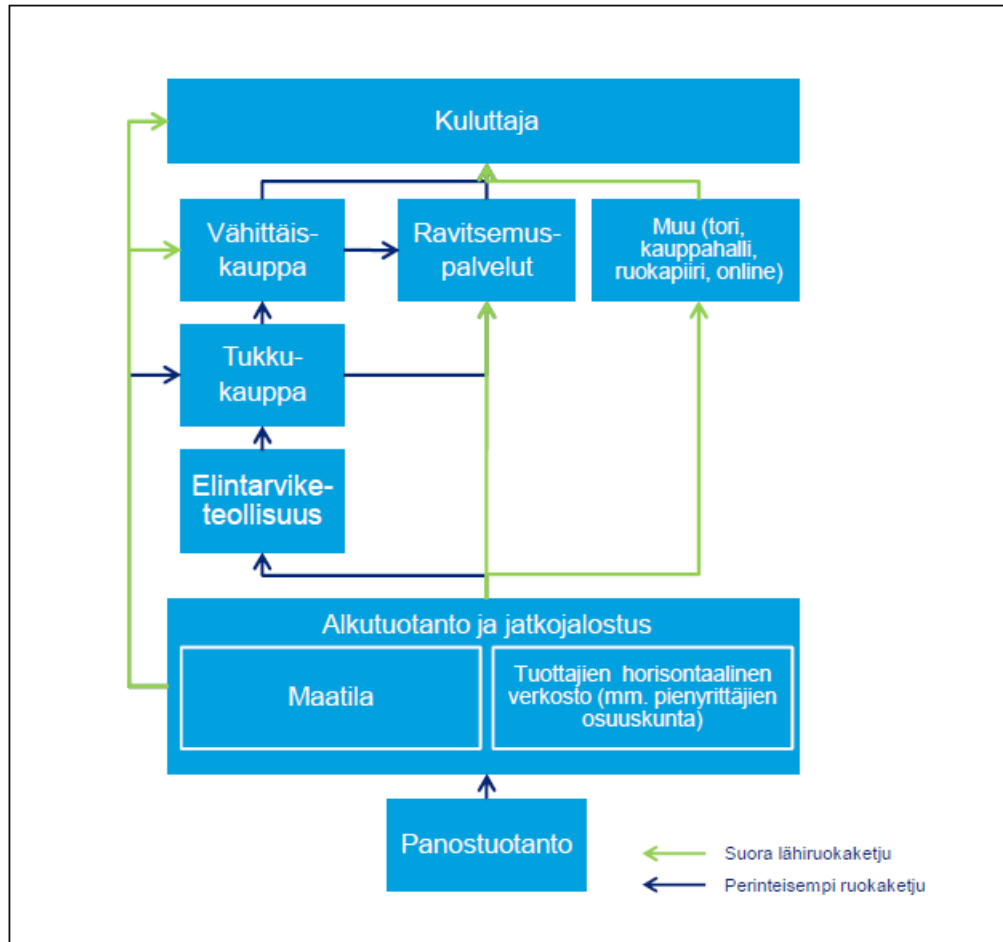 Kuluttaja
Vähittäis-
kauppa
Ravitsemus-
palvelut
Muu (tori,
kauppahalli,
ruokapiiri, online)
Tukku-
kauppa
Elintarvike-
teollisuus
Alkutuotanto ja jatkojalostus
Maatila
Tuottajien horisontaalinen
verkosto (mm. pienyrittäjien
osuuskunta)
Panostuotanto
Suora lähiruokaketju
Perinteisempi ruokaketju